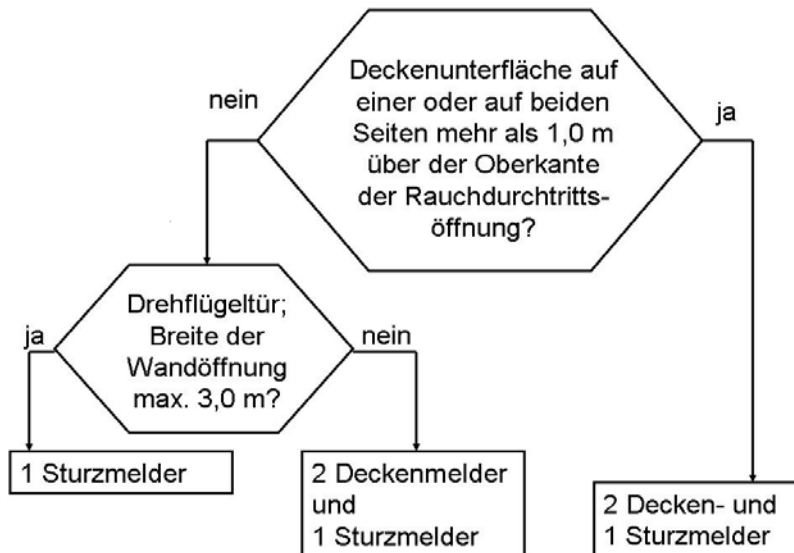 Deckenunterfläche auf
einer oder auf beiden
Seiten mehr als 1,0 m
über der Oberkante
der Rauchdurchtritts-
öffnung?
nein
ja
Drehflügeltür;
Breite der
Wandöffnung
max. 3,0 m?
ja
nein
1 Sturzmelder
2 Deckenmelder
und
1 Sturzmelder
2 Decken- und
1 Sturzmelder